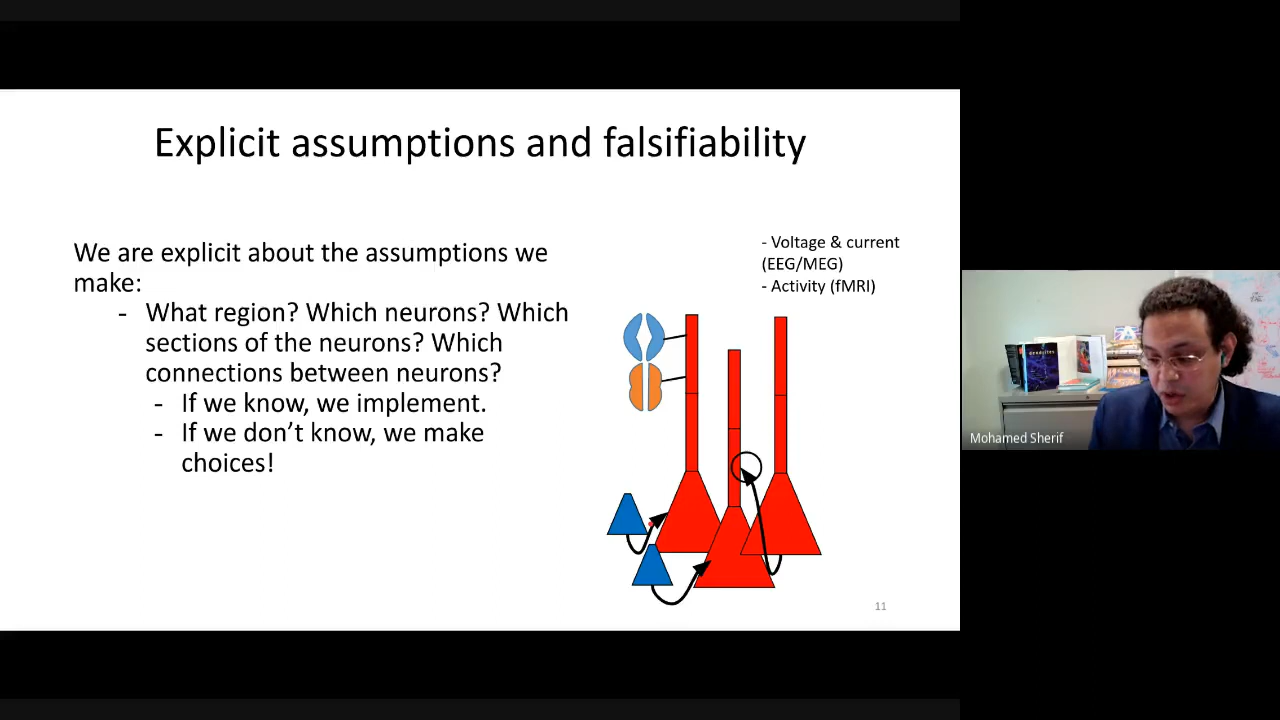 Explicit assumptions and falsifiability
We are explicit about the assumptions we
make:
- What region? Which neurons? Which
sections of the neurons? Which
connections between neurons?
- If we know, we implement.
- If we don’t know, we make
choices!
- Voltage & current
(EEG/MEG)
- Activity (fMRI)
11
dendrites
Mohamed Sherif